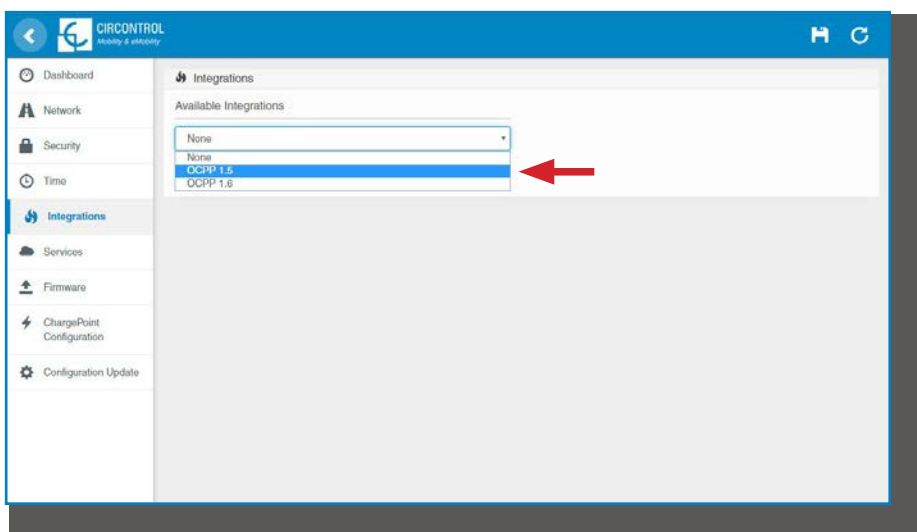 CIRCONTROL
Mobility & eMobility
Dashboard
Network
Security
Time
Integrations
Services
Firmware
ChargePoint
Configuration
Configuration Update
Integrations
Available Integrations
None
None
OCPP 1.5
OCPP 1.6